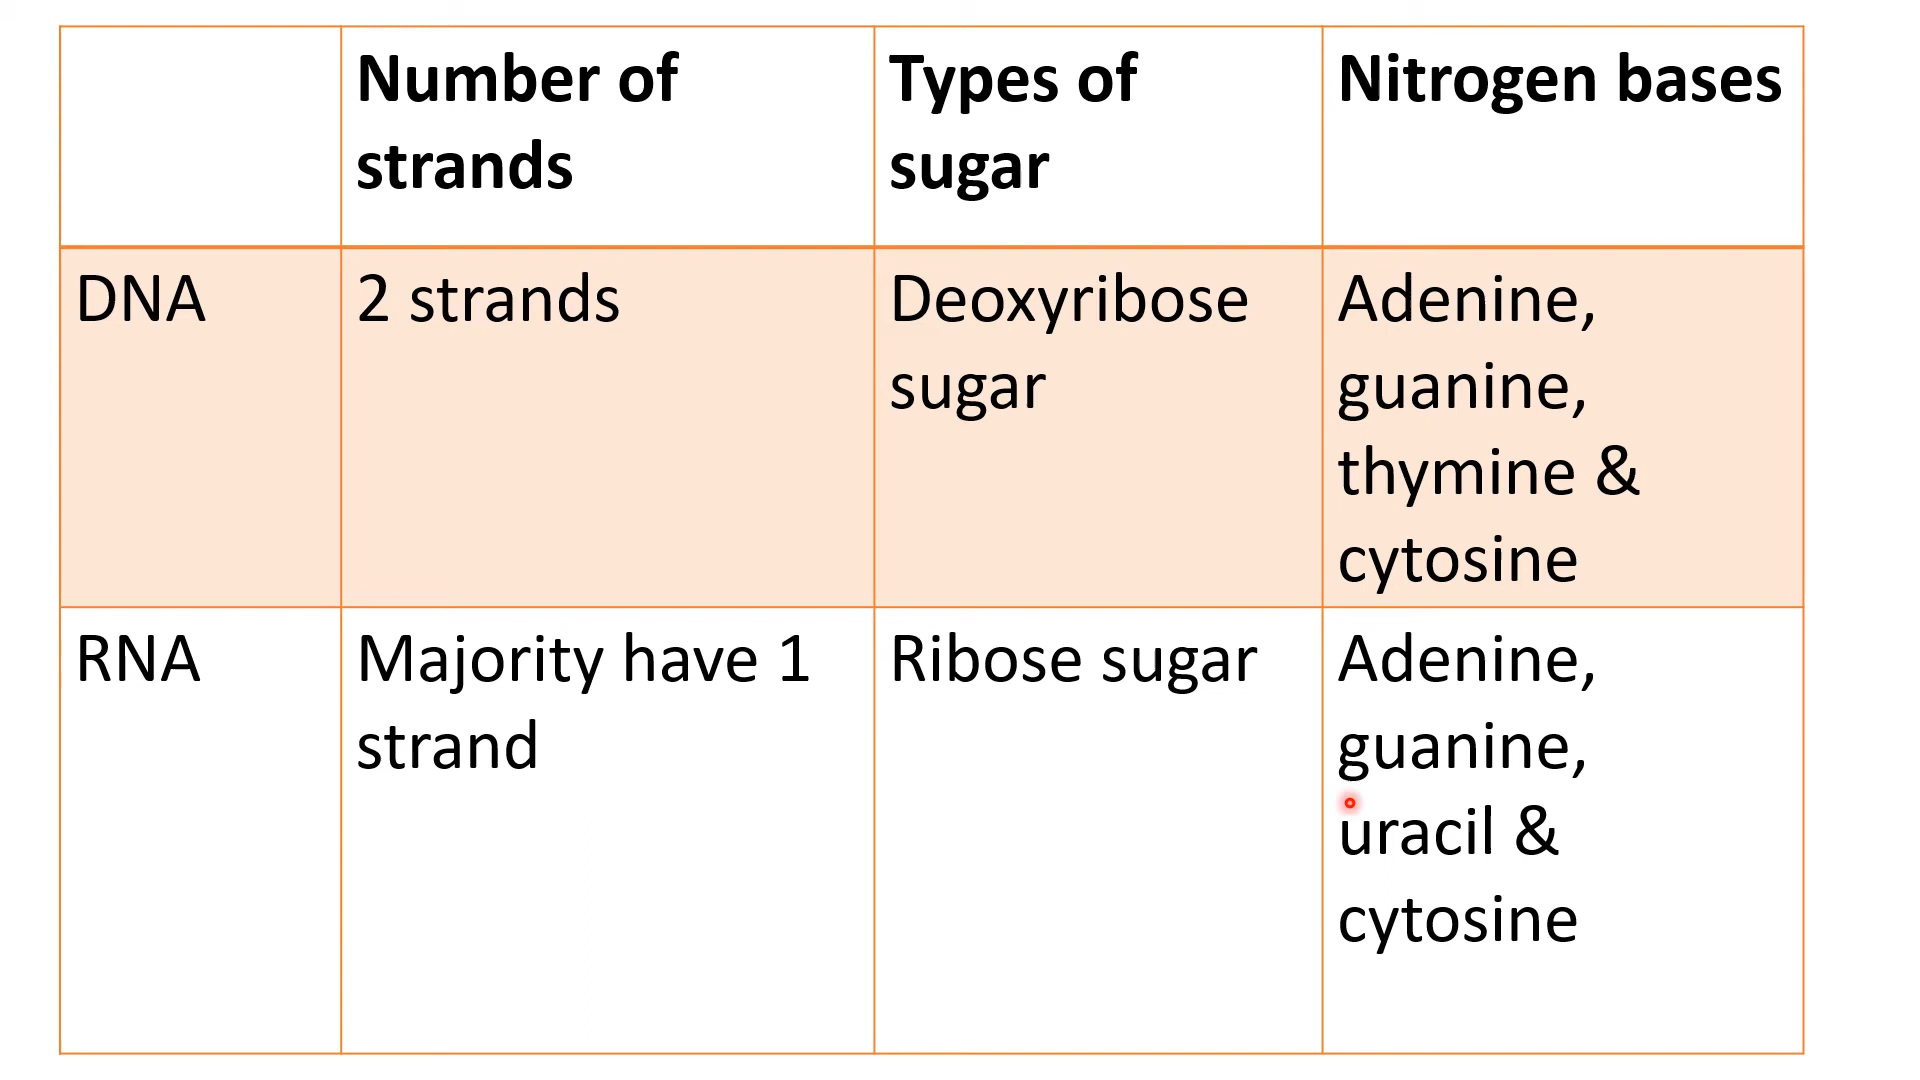 Number of
strands
Types of
sugar
Nitrogen bases
DNA
2 strands
Deoxyribose
sugar
Adenine,
guanine,
thymine &
cytosine
RNA
Majority have 1
strand
Ribose sugar
Adenine,
guanine,
uracil &
cytosine